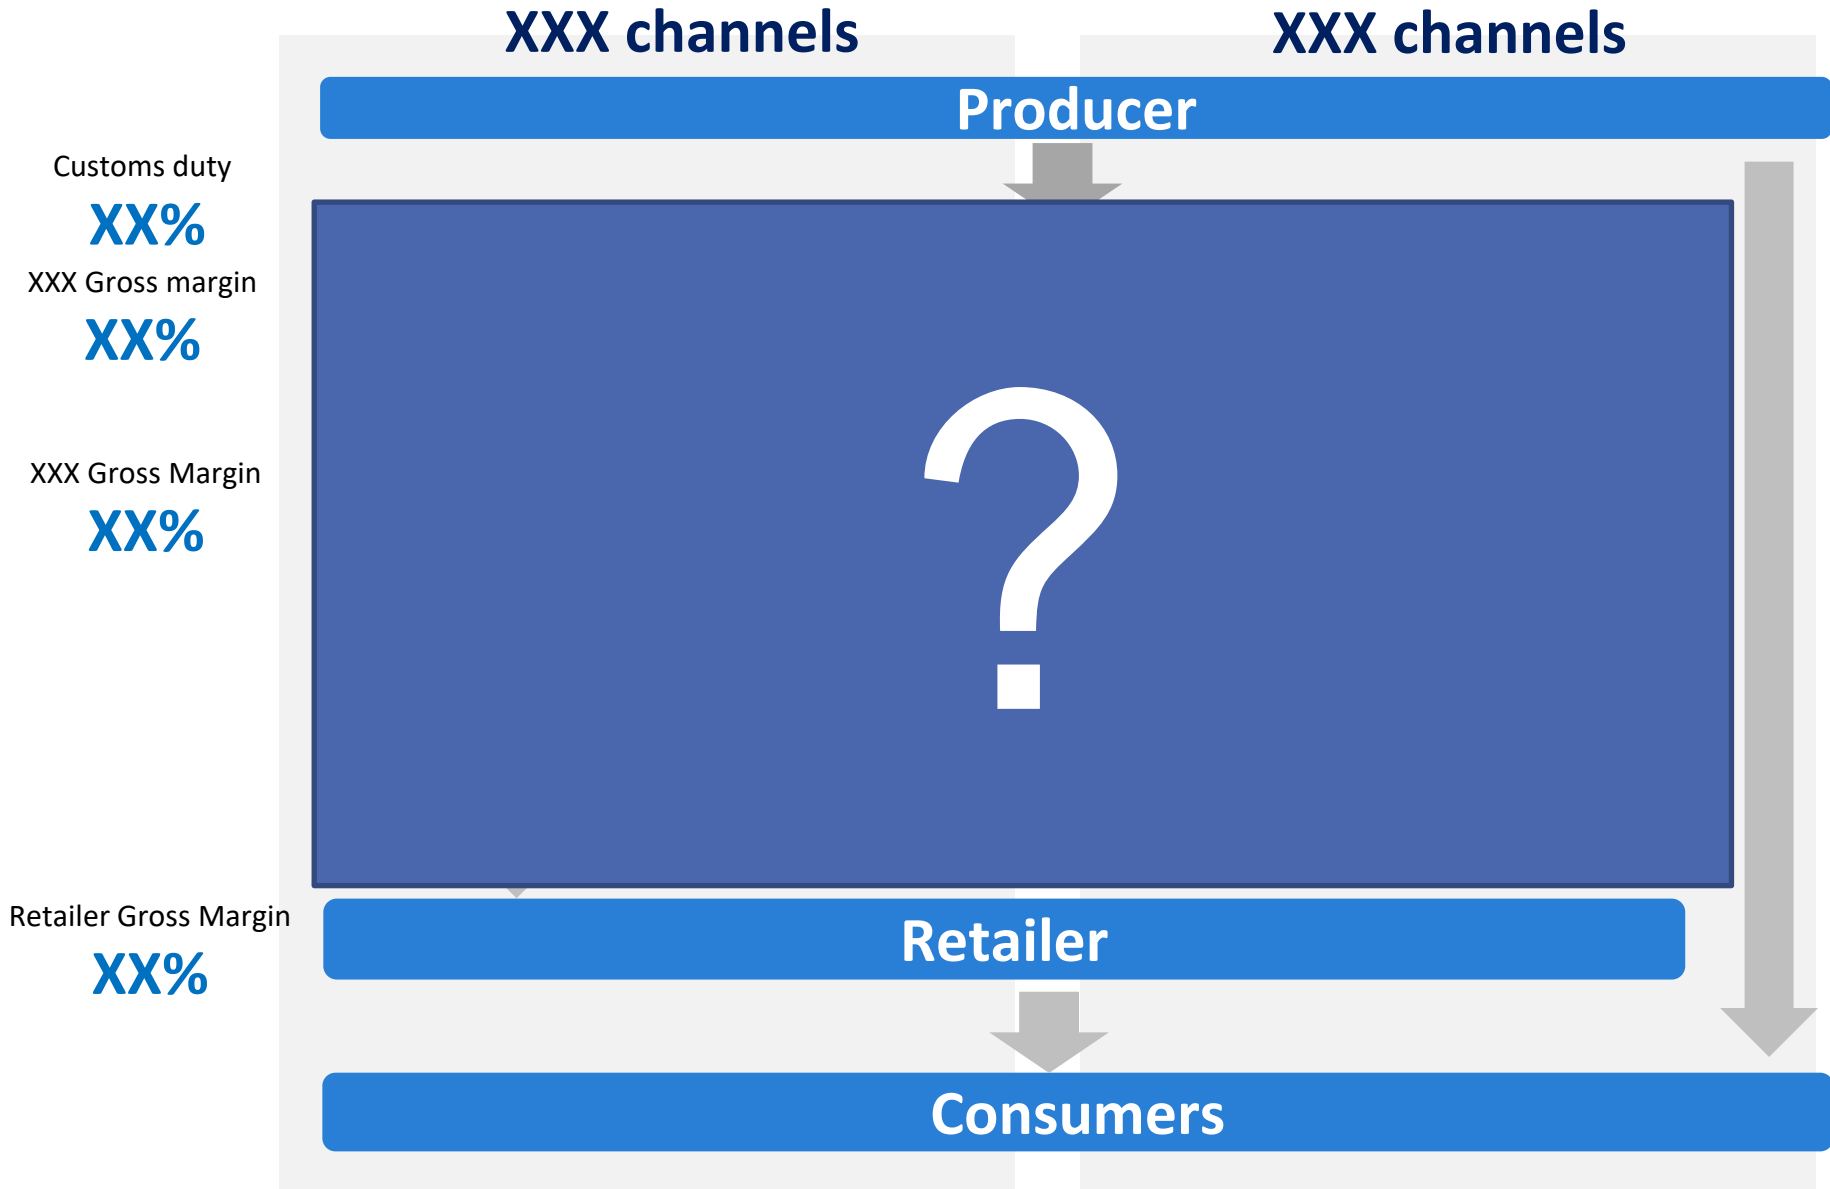 XXX channels
XXX channels
Producer
Customs duty
XX%
XXX Gross margin
XX%
?
XXX Gross Margin
XX%
Retailer Gross Margin
XX%
Retailer
Consumers